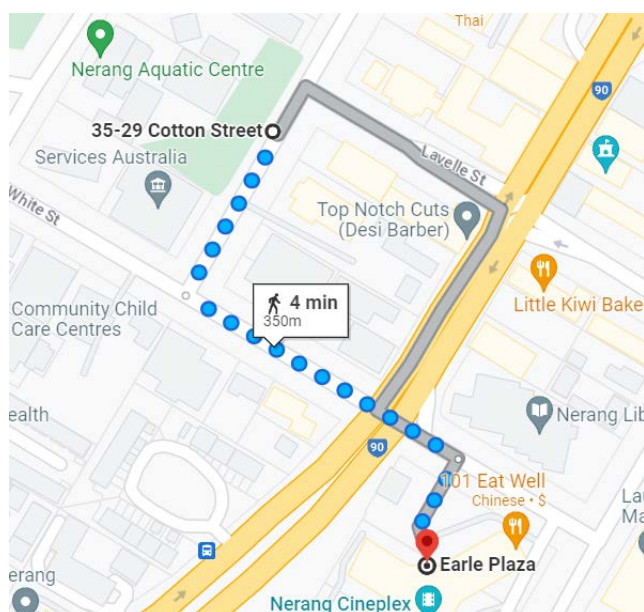 Thai
Nerang Aquatic Centre
90
35-29 Cotton Street
Lavelle St
Services Australia
White St
Top Notch Cuts
(Desi Barber)
4 min
350m
Little Kiwi Bake
Community Child
Care Centres
Nerang Lib
ealth
90
101 Eat Well
Chinese • $
Lau
Ma
Earle Plaza
erang
Nerang Cineplex